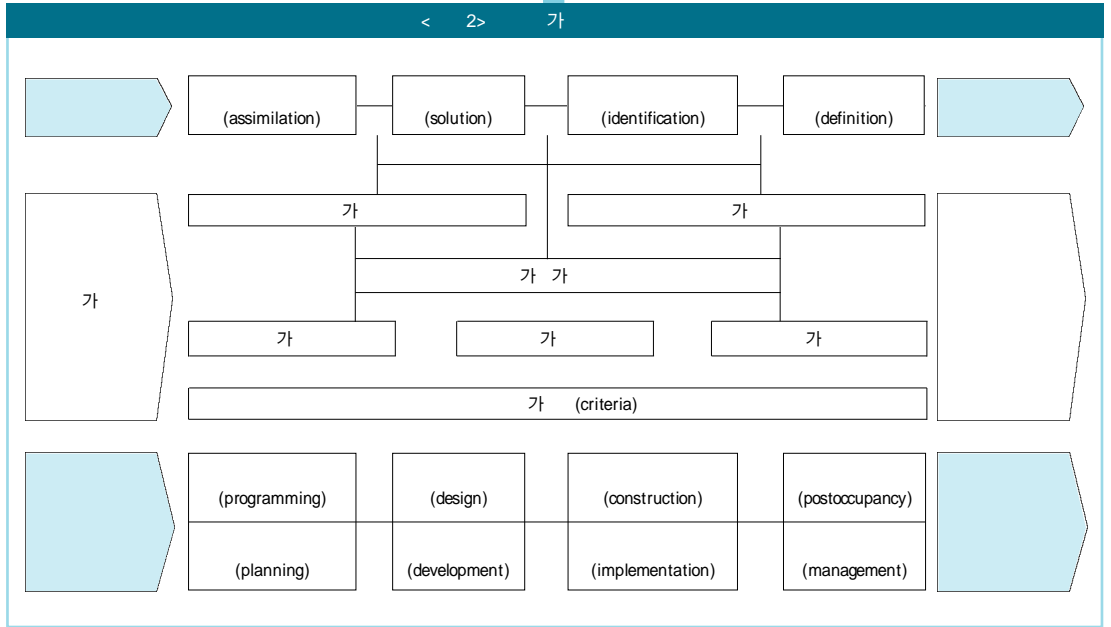 < 2> 가
(assimilation) (solution) (identification) (definition)
가 가
가 가
가
가 가 가
가 (criteria)
(programming) (design) (construction) (postoccupancy)
(planning) (development) (implementation) (management)